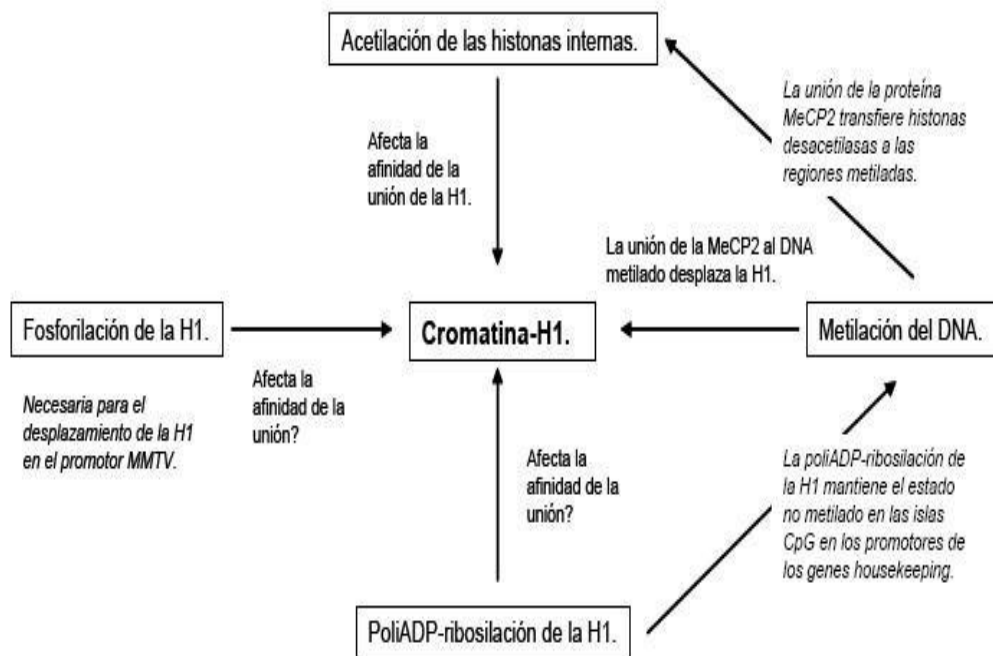 Acetilación de las histonas internas.
La unión de la proteína
MeCP2 transfiere histonas
desacetilasas a las
regiones metiladas.
Afecta la
afinidad de la
unión de la H1.
La unión de la MeCP2 al DNA
metilado desplaza la H1.
Fosforilación de la H1.
Cromatina-H1.
Metilación del DNA.
Necesaria para el
desplazamiento de la H1
en el promotor MMTV.
Afecta la
afinidad de la
unión?
Afecta la
afinidad de la
unión?
La poliADP-ribosilación de
la H1 mantiene el estado
no metilado en las islas
CpG en los promotores de
los genes housekeeping.
PoliADP-ribosilación de la H1.